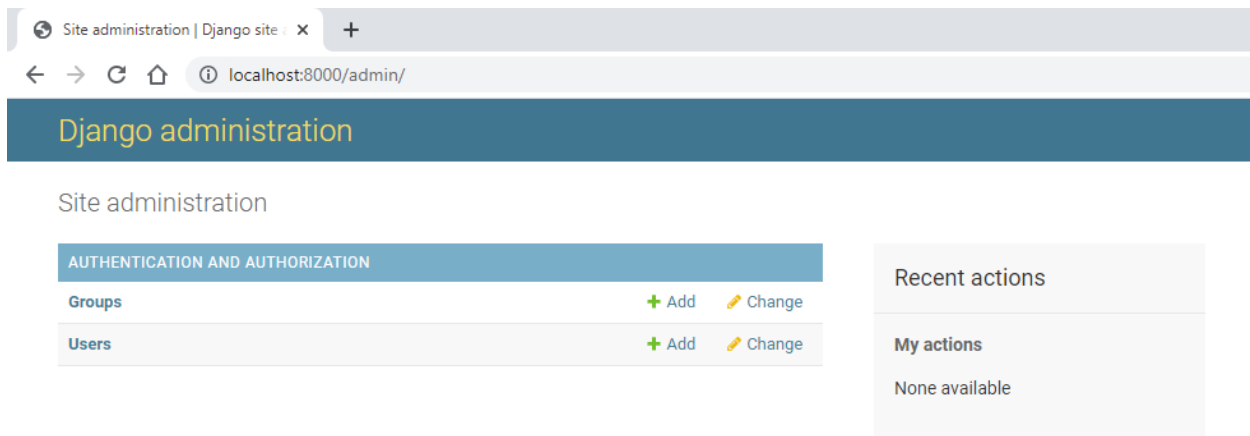 Site administration | Django site
localhost:8000/admin/
Django administration
Site administration
AUTHENTICATION AND AUTHORIZATION
Groups + Add Change
Users + Add Change
Recent actions
My actions
None available